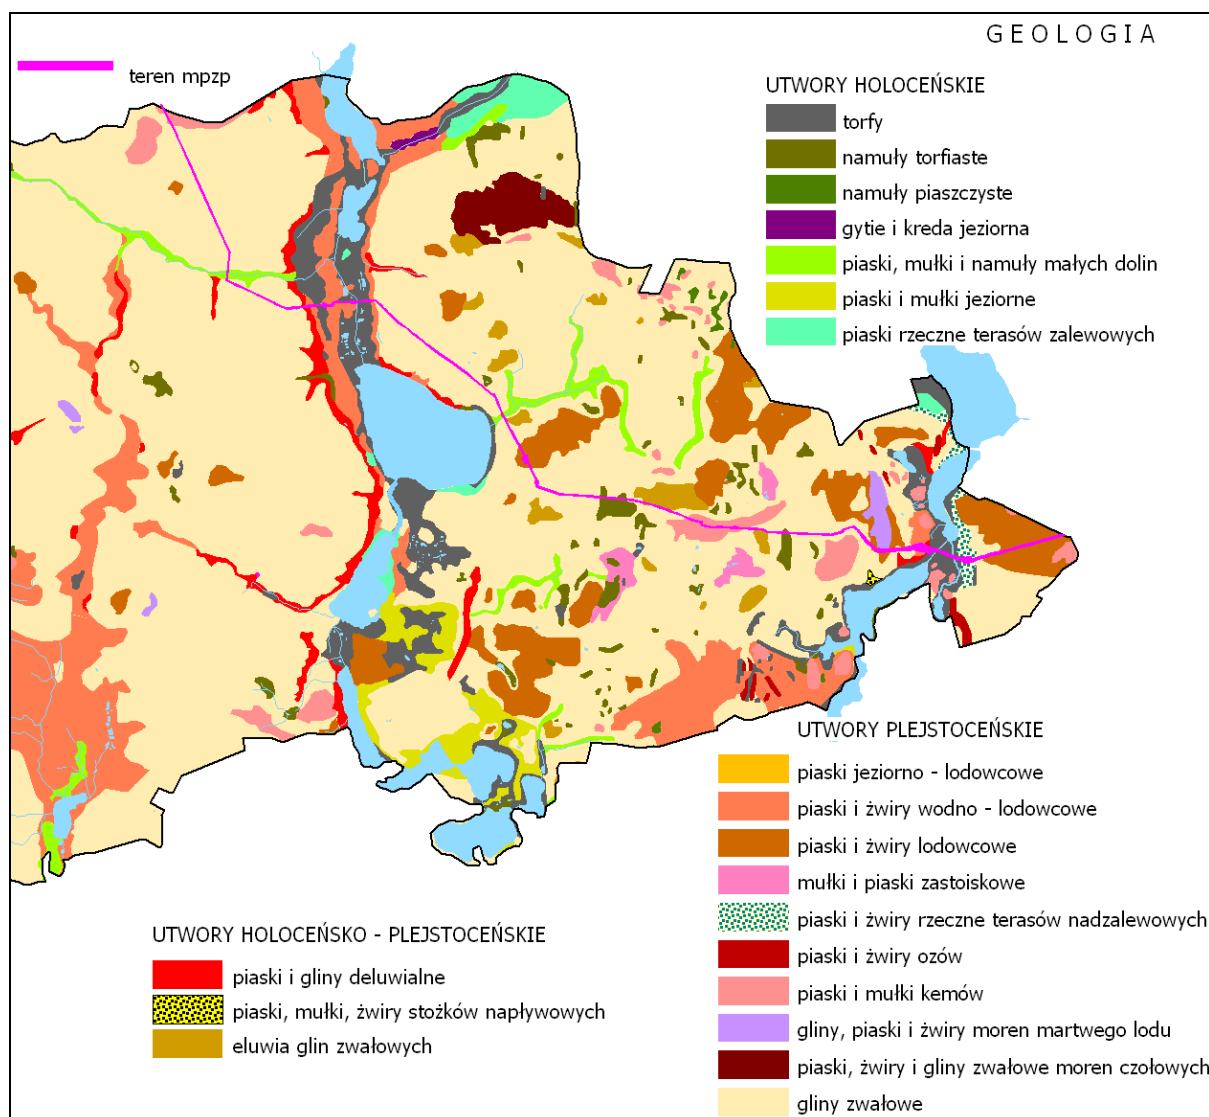 GEOLOGIA
teren mpzp
UTWORY HOLOCEŃSKIE
torfy
namuły torfiaste
namuły piaszczyste
gytie i kreda jeziorna
piaski, mułki i namuły małych dolin
piaski i mułki jeziorne
piaski rzeczne terasów zalewowych
UTWORY PLEJSTOCEŃSKIE
piaski jeziorno - lodowcowe
piaski i żwiry wodno - lodowcowe
piaski i żwiry lodowcowe
mułki i piaski zastoiskowe
piaski i żwiry rzeczne terasów nadzalewowych
piaski i żwiry ozów
piaski i mułki kemów
gliny, piaski i żwiry moren martwego lodu
piaski, żwiry i gliny zwałowe moren czołowych
gliny zwałowe
UTWORY HOLOCEŃSKO - PLEJSTOCEŃSKIE
piaski i gliny deluwialne
piaski, mułki, żwiry stożków napływowych
eluwia glin zwałowych